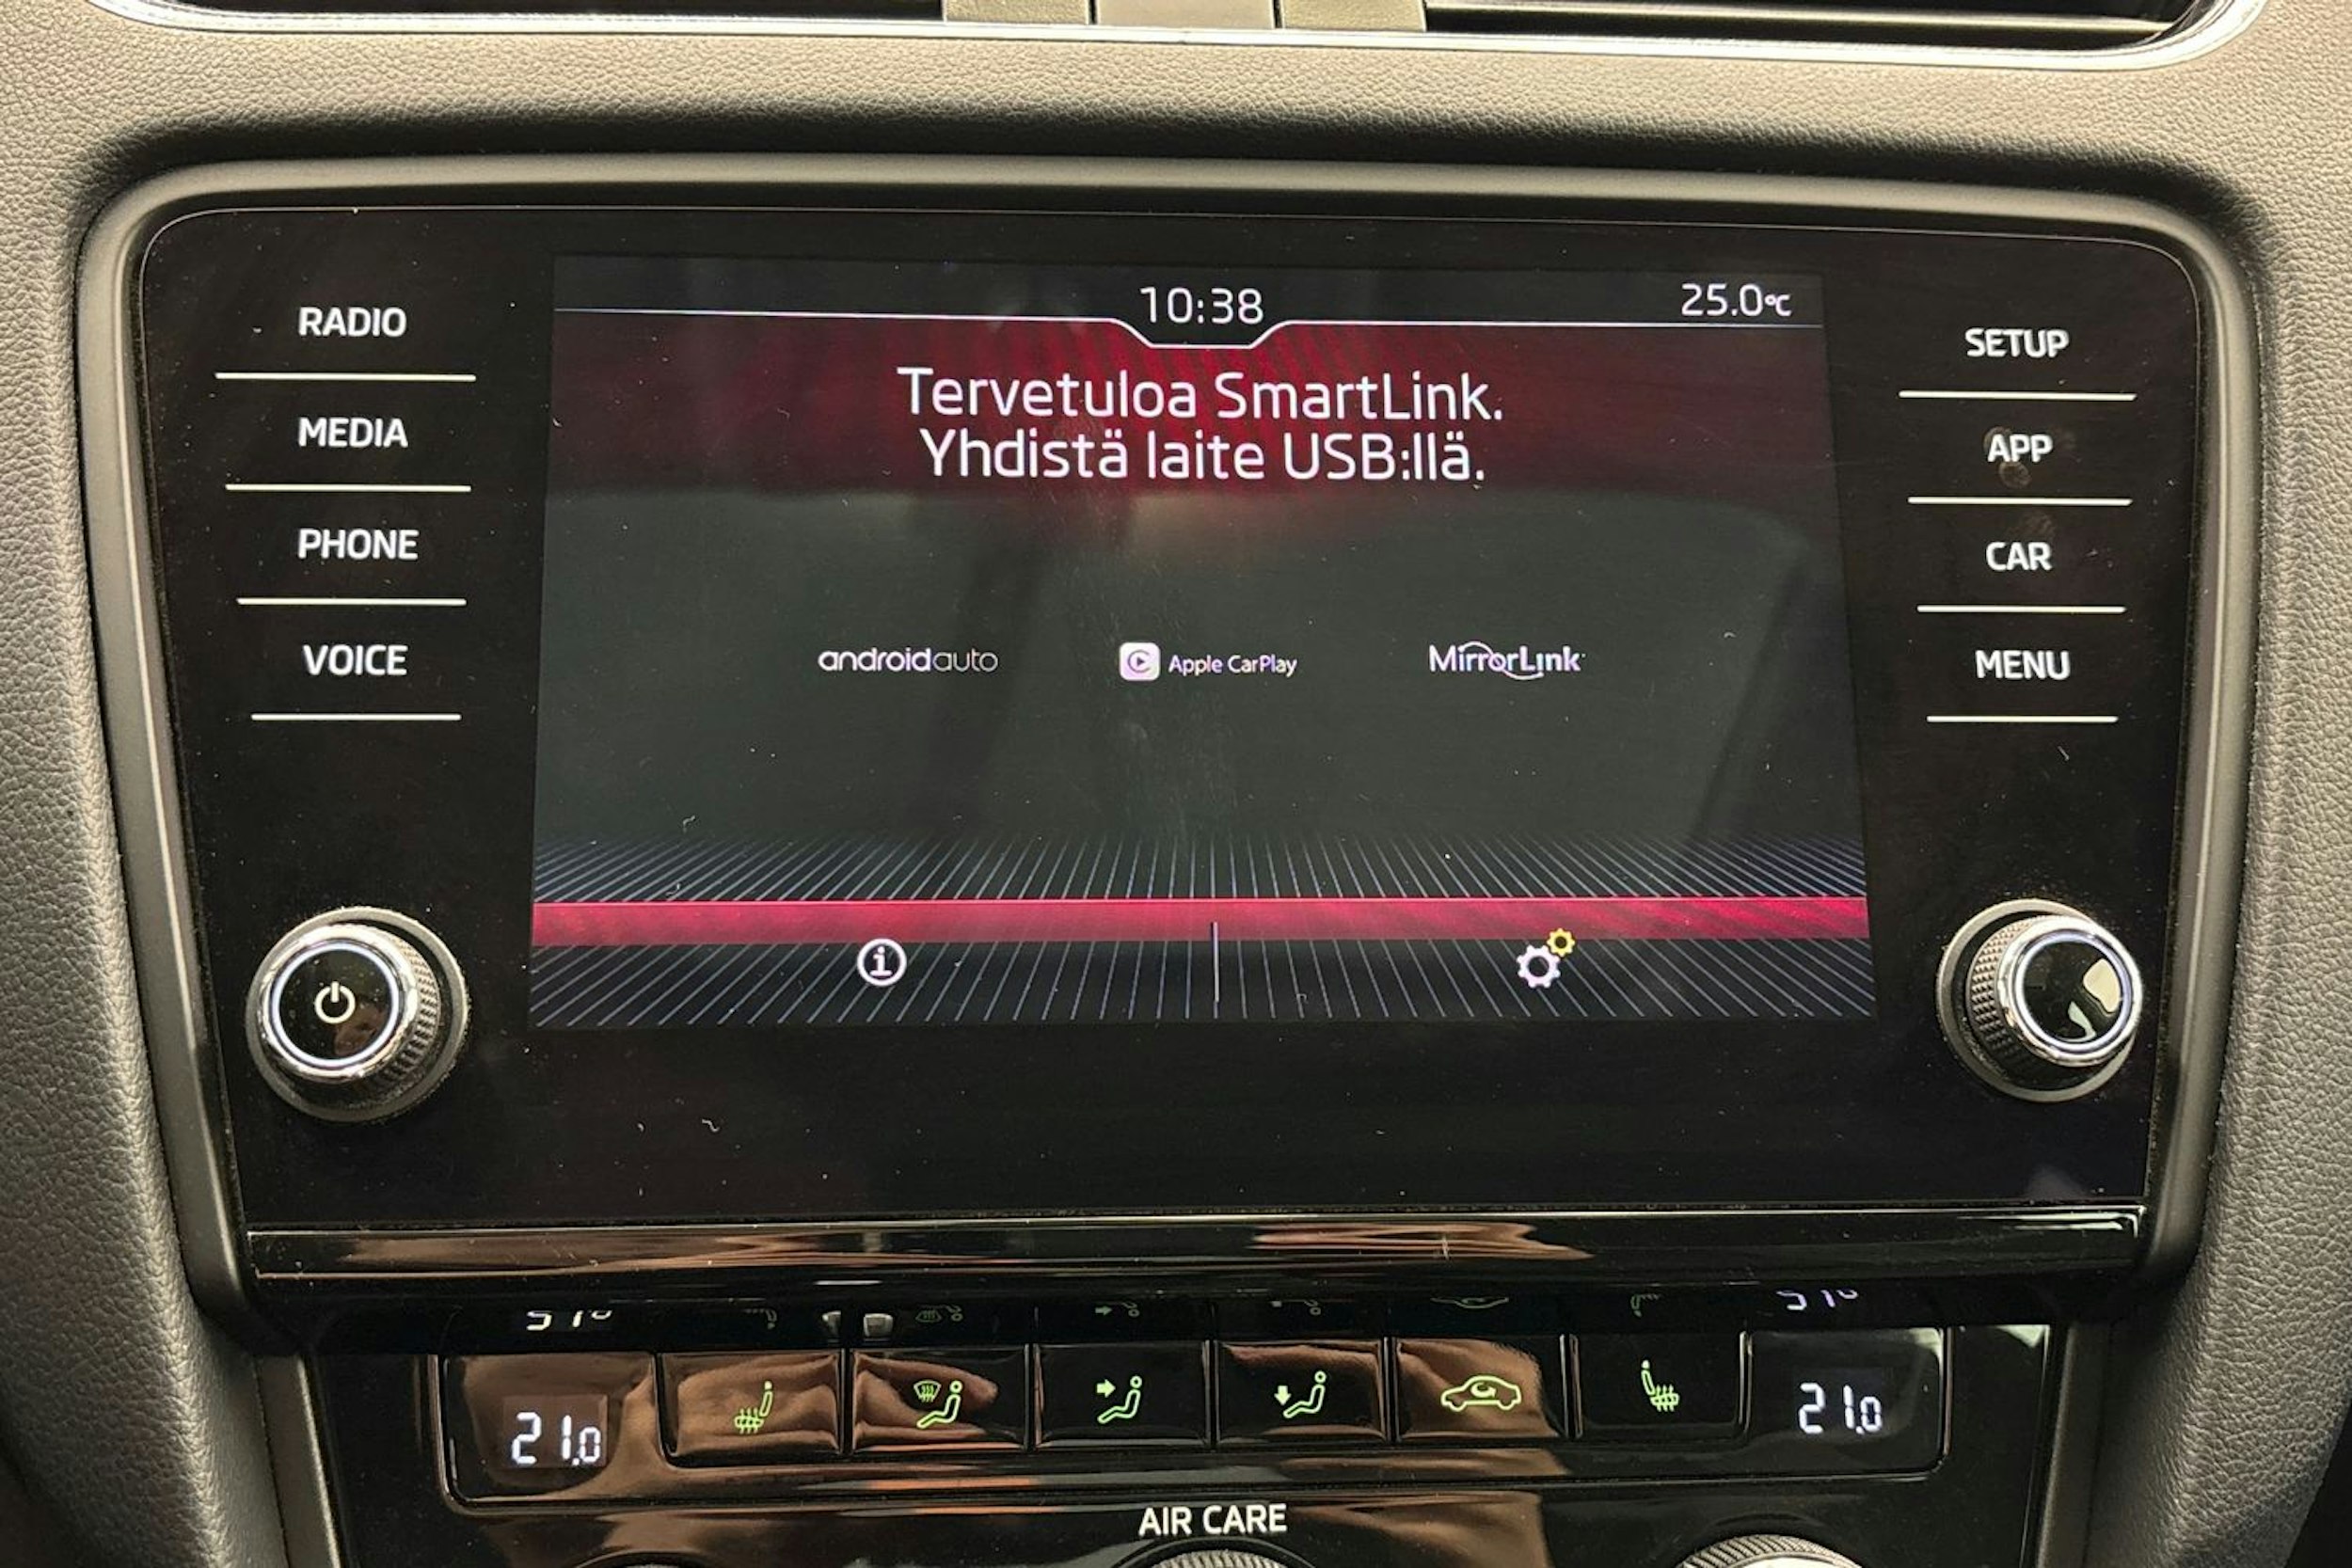 10:38
25.0°C
RADIO
MEDIA
PHONE
VOICE
Tervetuloa SmartLink.
Yhdistä laite USB:llä.
androidauto
Apple CarPlay
MirrorLink
SETUP
APP
CAR
MENU
21.0
21.0
AIR CARE